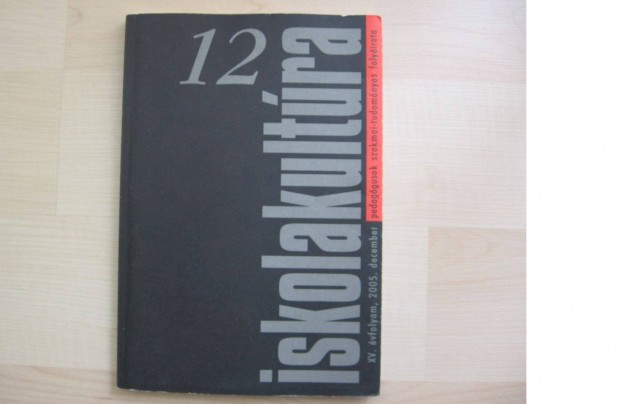 12
iskolakultúra
XV. évfolyam, 2005. december pedagógusok szakmai-tudományos folyóirata